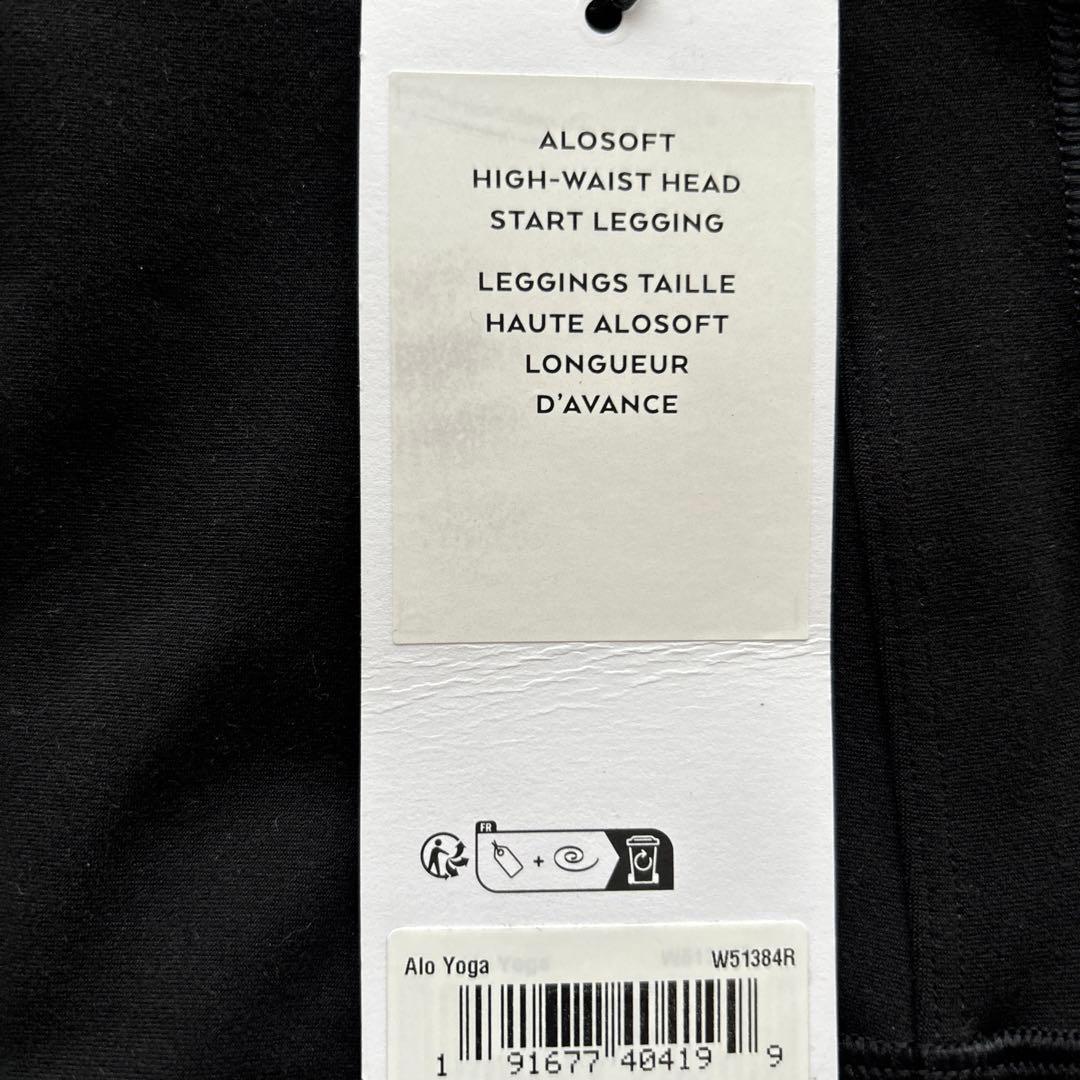 ALOSOFT
HIGH-WAIST HEAD
START LEGGING
LEGGINGS TAILLE
HAUTE ALOSOFT
LONGUEUR
D'AVANCE
FR
+
Alo Yoga W51384R
1 91677 40419 9